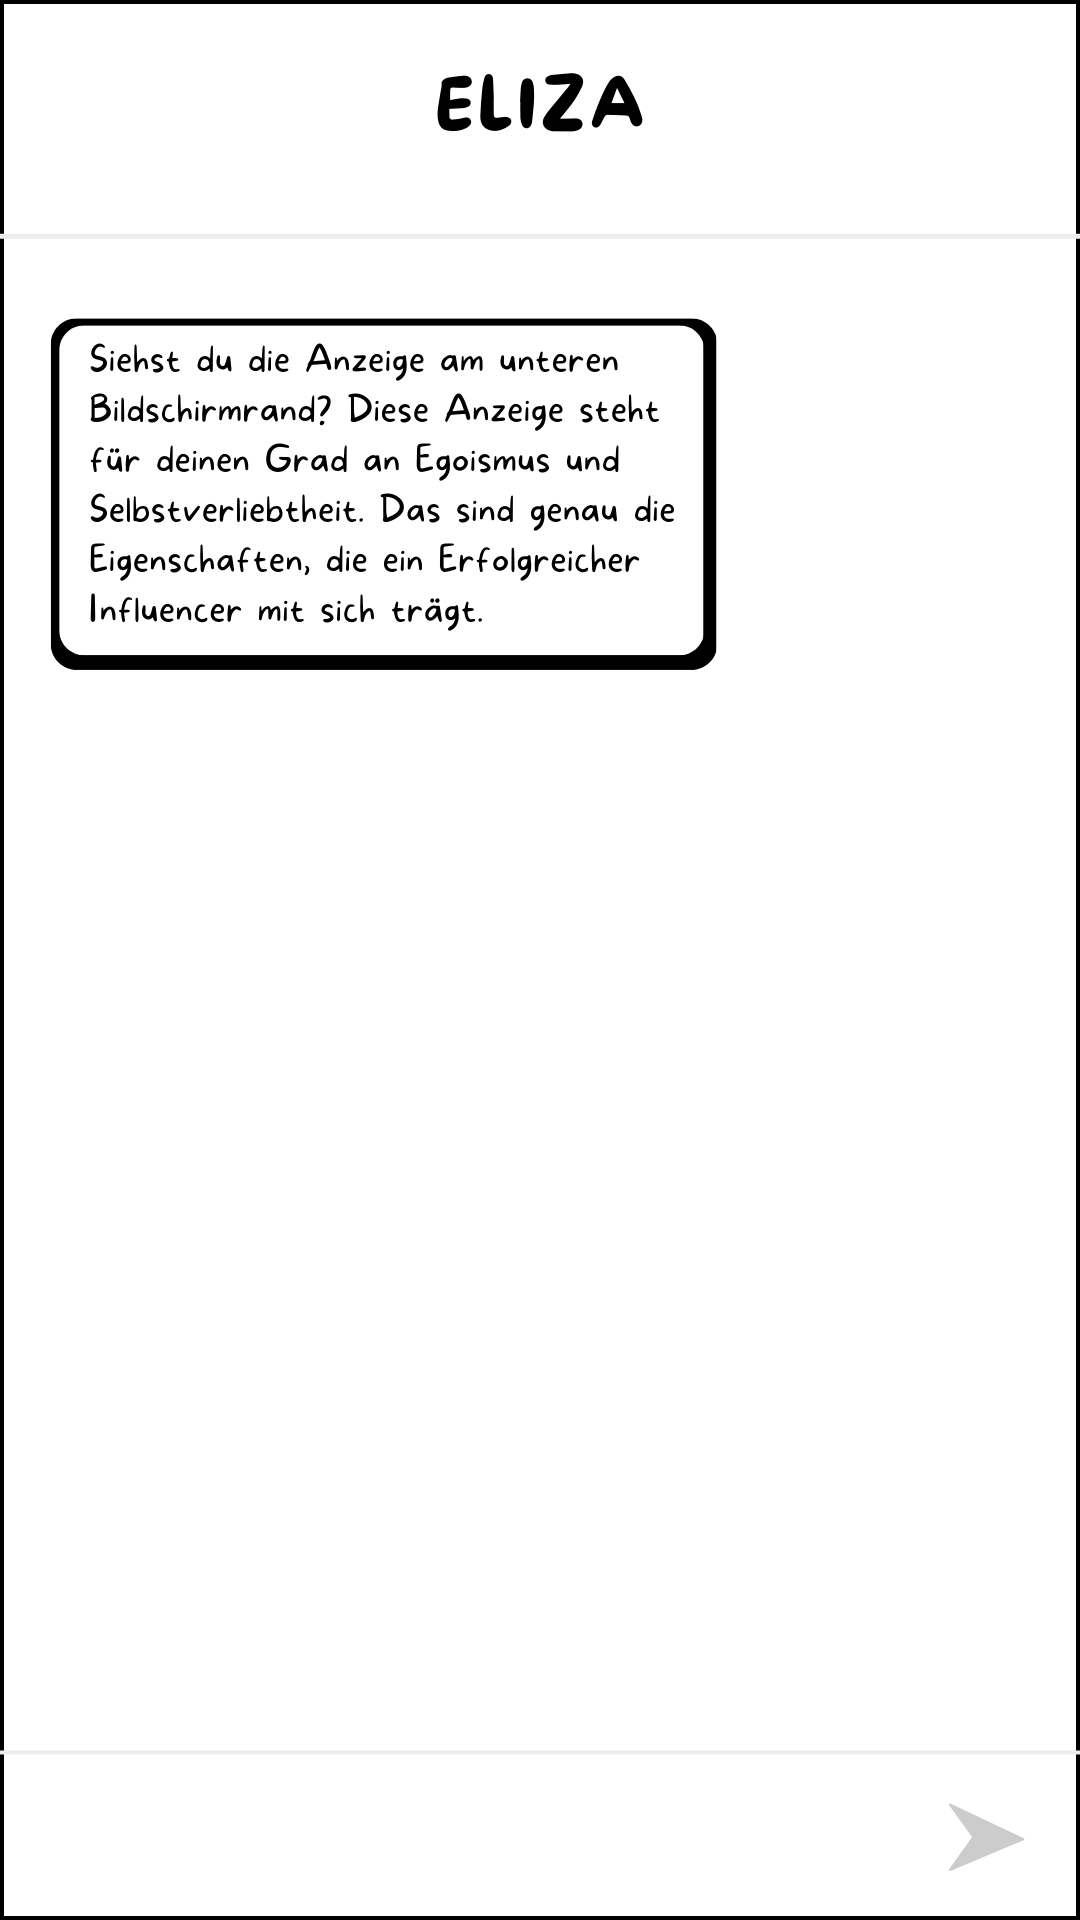 ELIZA
Siehst du die Anzeige am unteren
Bildschirmrand? Diese Anzeige steht
für deinen Grad an Egoismus und
Selbstverliebtheit. Das sind genau die
Eigenschaften, die ein Erfolgreicher
Influencer mit sich trägt.